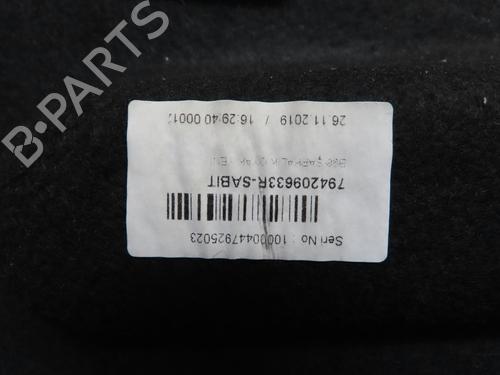 Seri No : 10000447925023
794209633R-SABIT
26.11.2019 / 16:29:40 0001
B-PARTS